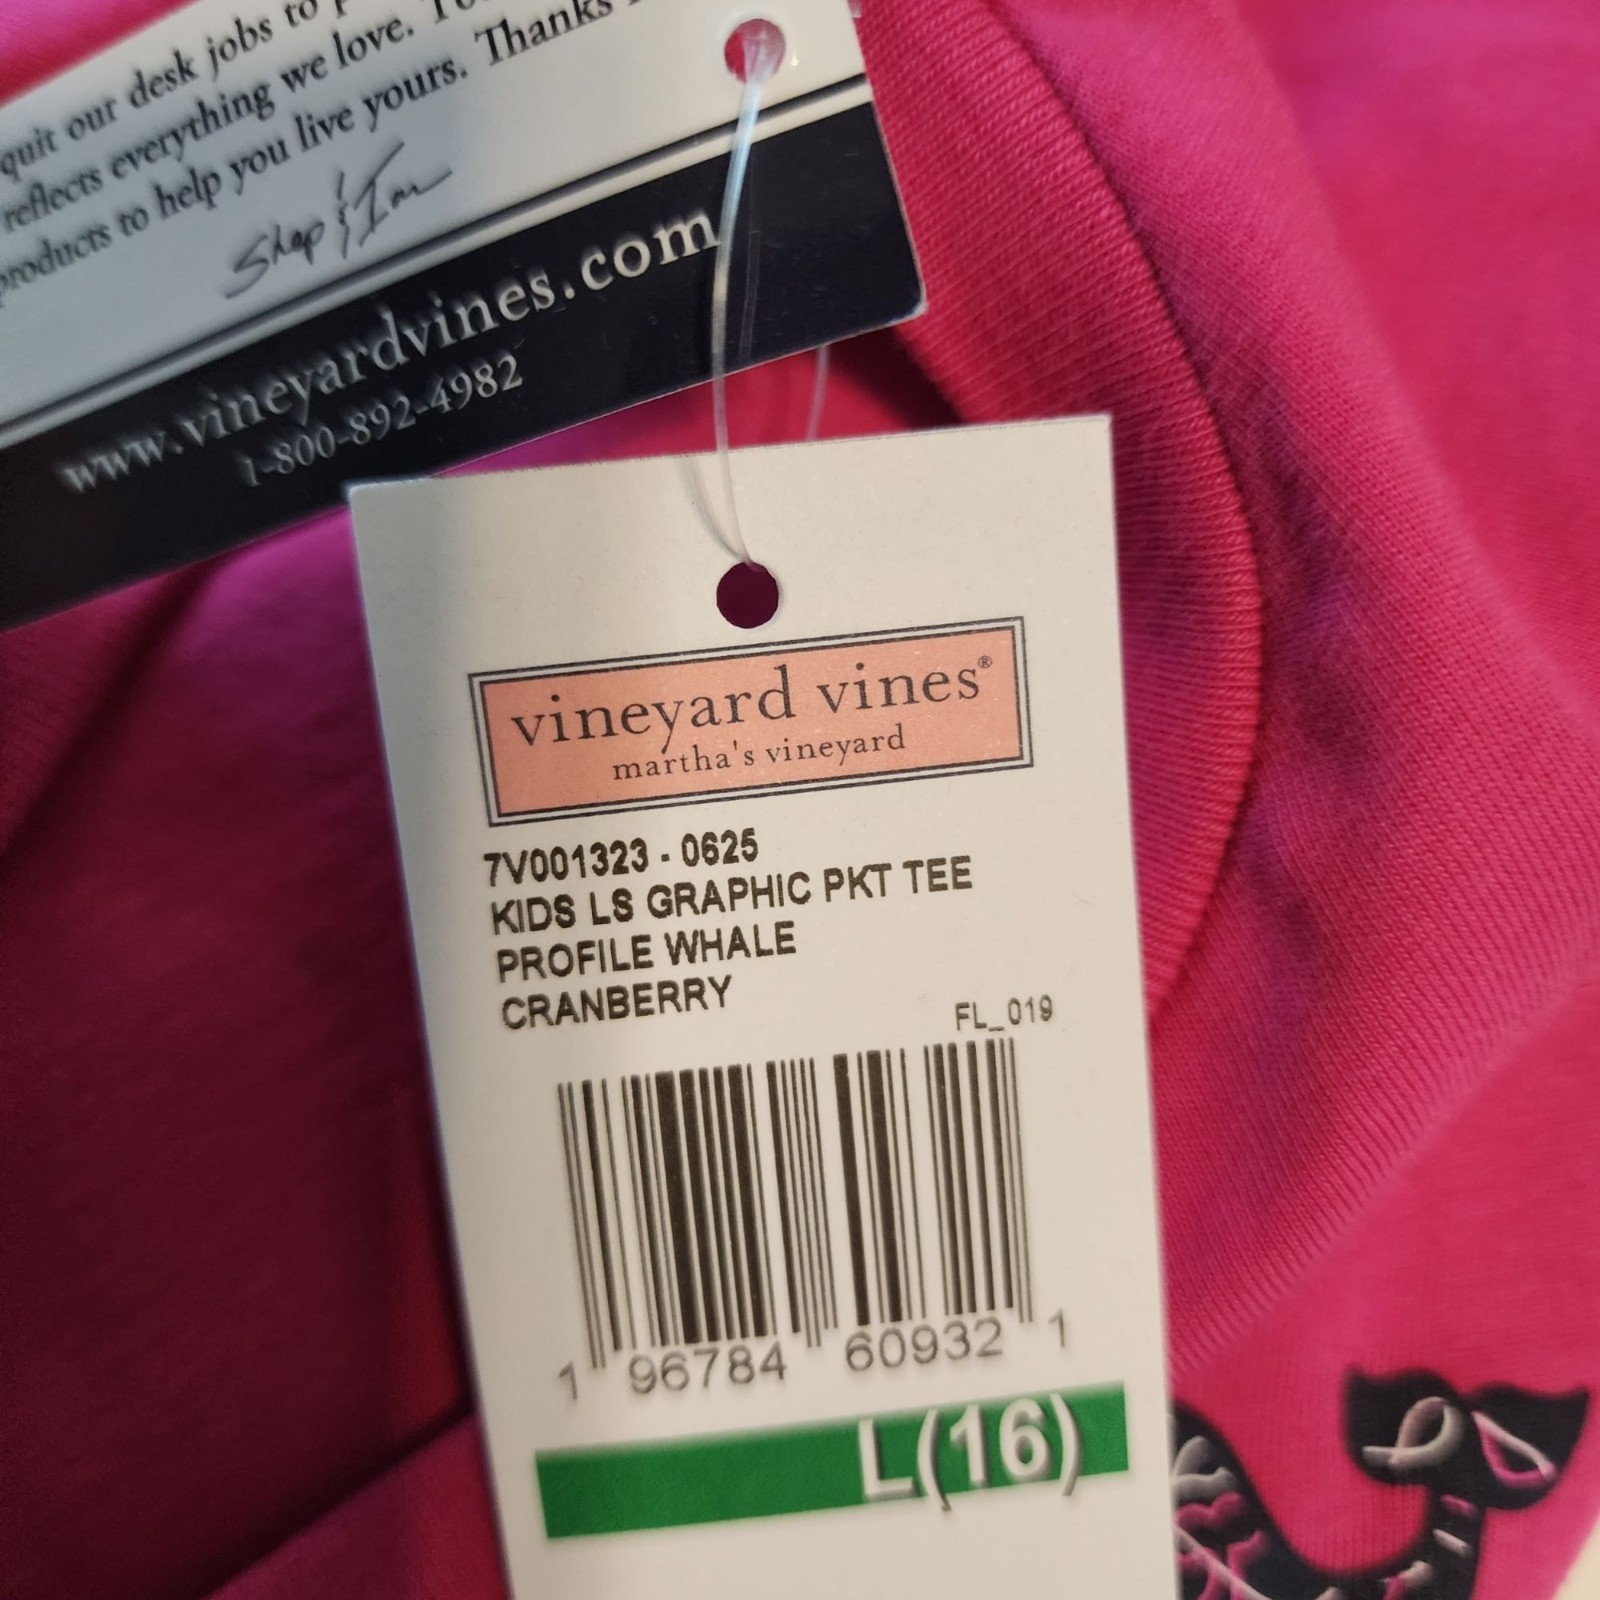 quit our desk jobs to
reflects everything we love.
products to help you live yours. Thanks
Shep & Ian
www.vineyardvines.com
1-800-892-4982
vineyard vines®
martha's vineyard
7V001323 - 0625
KIDS LS GRAPHIC PKT TEE
PROFILE WHALE
CRANBERRY
FL_019
1 96784 60932 1
L(16)